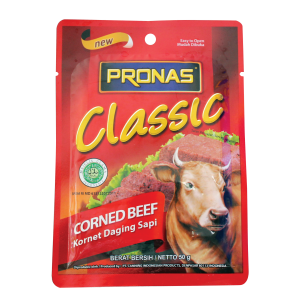 new
Easy to Open
Mudah Dibuka
PRONAS
Classic
CORNED BEEF
Kornet Daging Sapi
BERAT BERSIH / NETTO 50 g